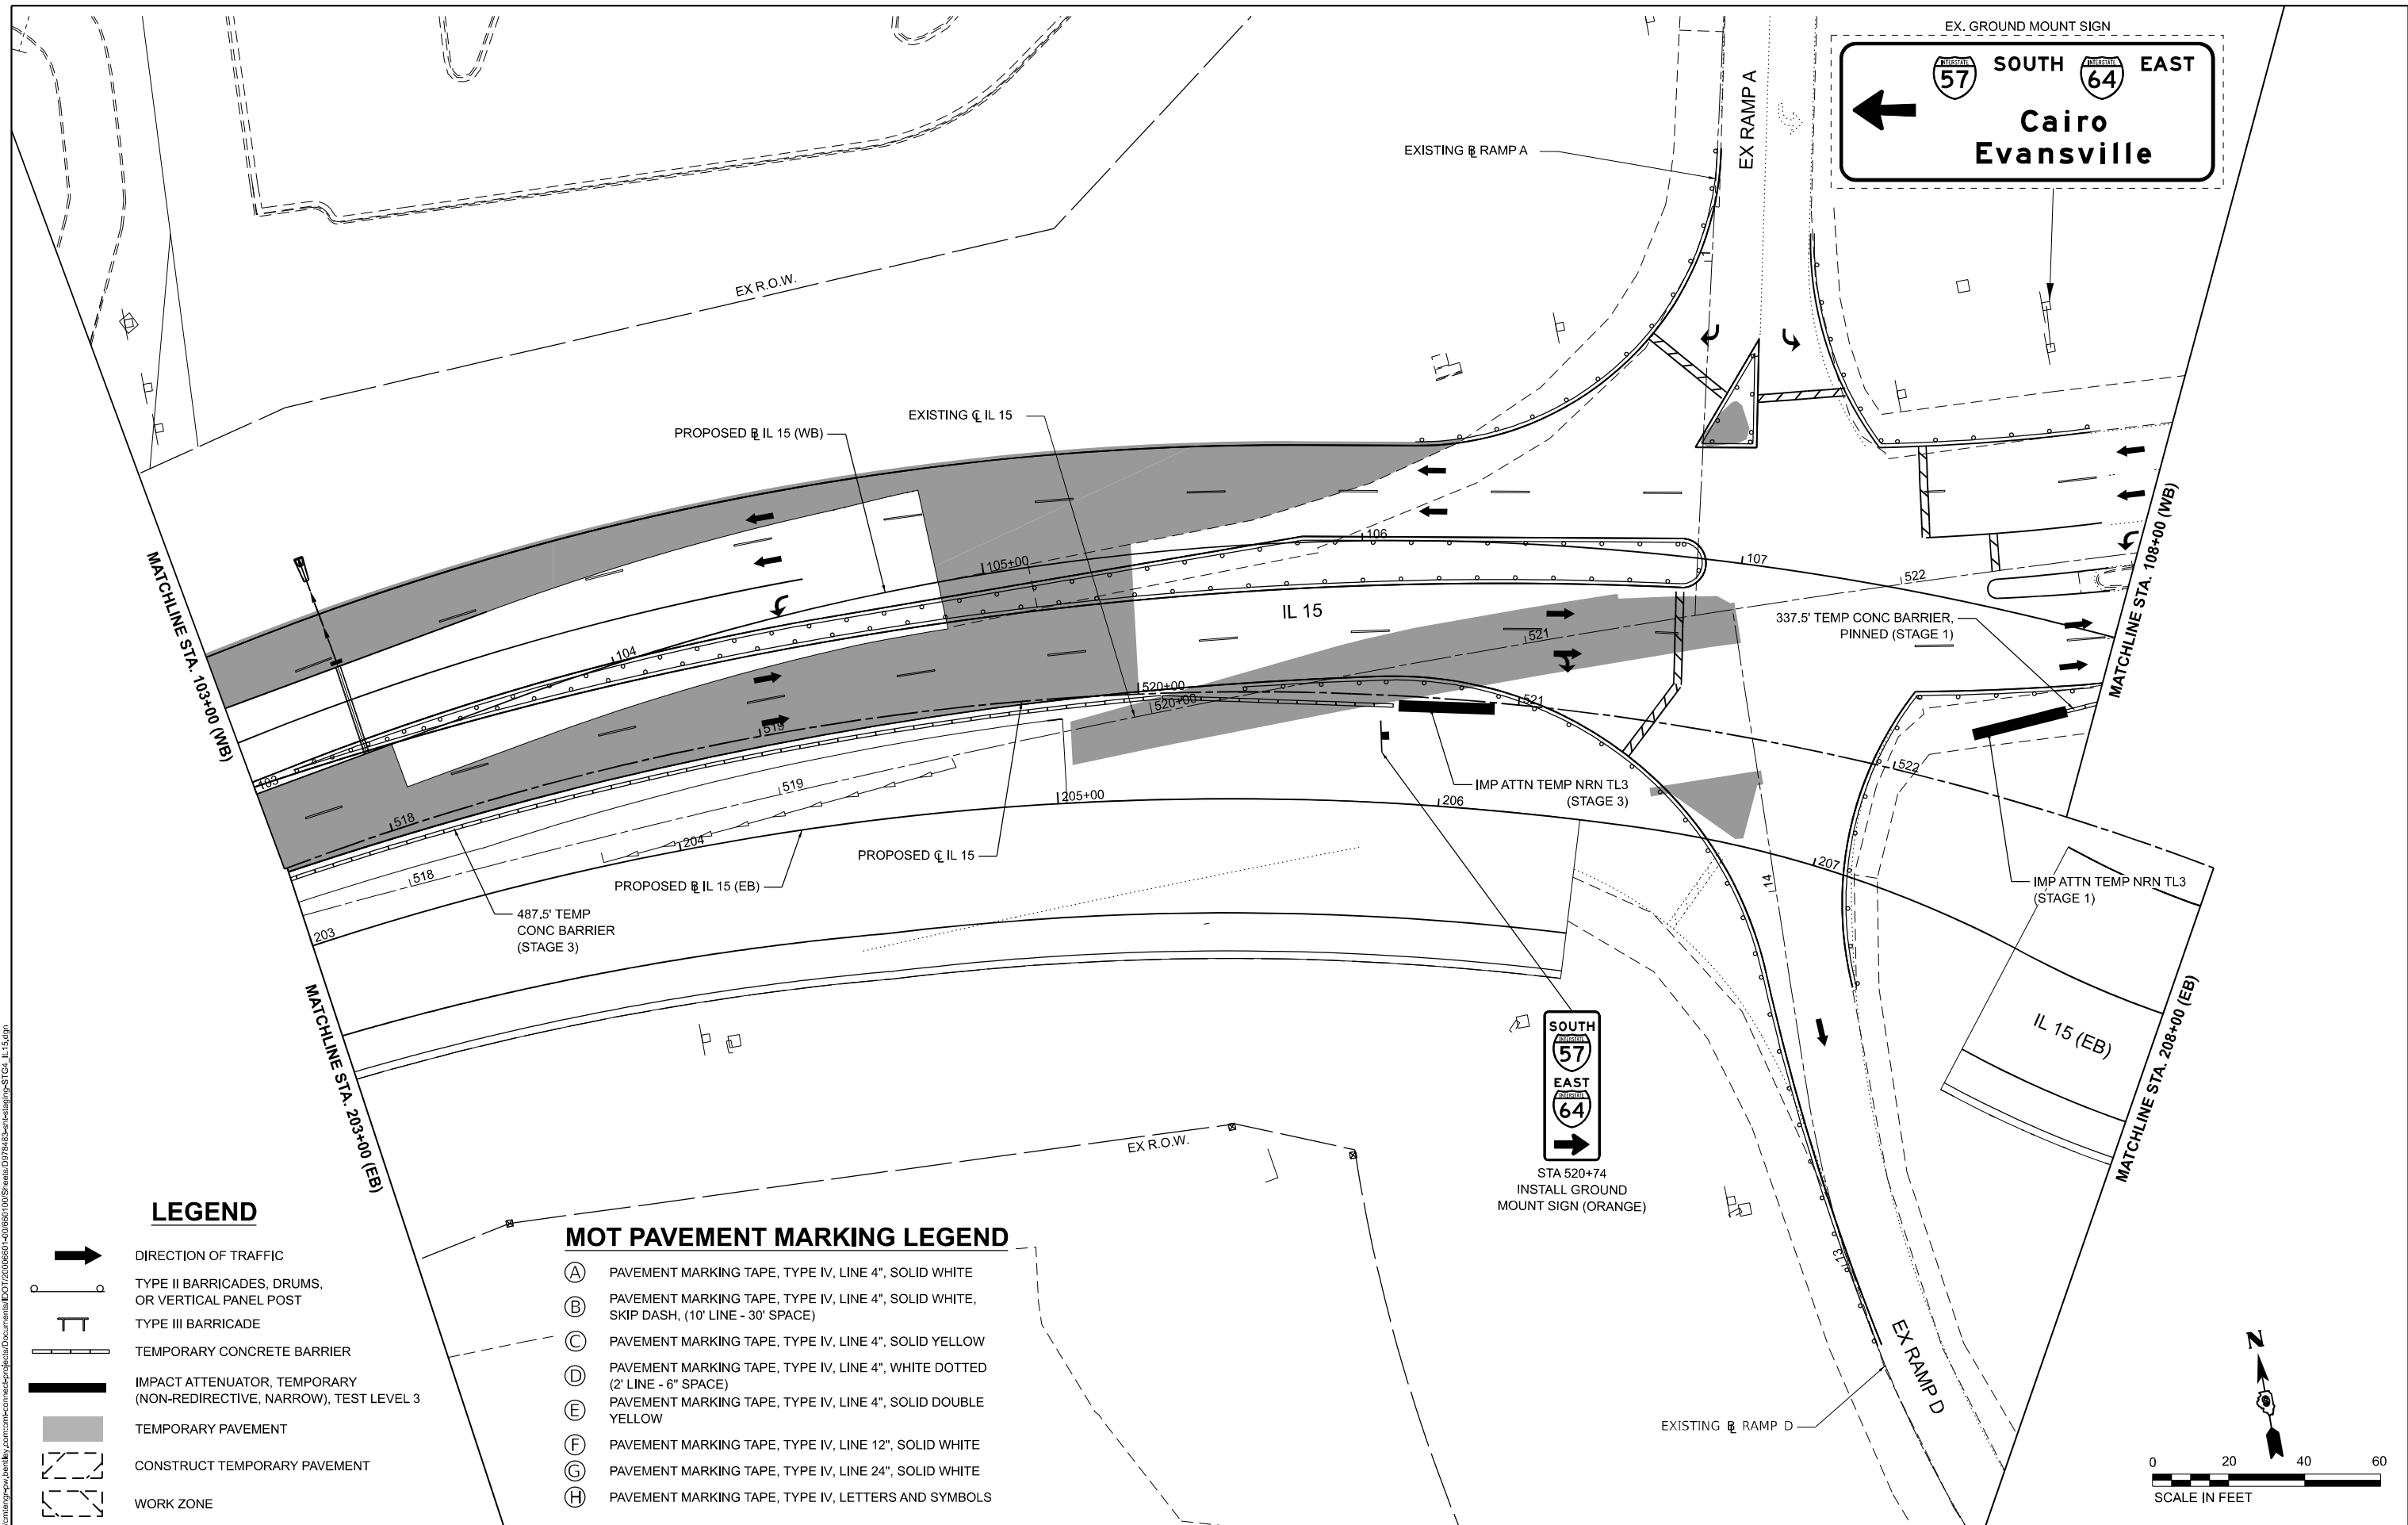 EX. GROUND MOUNT SIGN
INTERSTATE 57 SOUTH INTERSTATE 64 EAST
Cairo
Evansville
EX RAMP A
EXISTING B RAMP A
EX R.O.W.
EXISTING CL IL 15
PROPOSED B IL 15 (WB)
MATCHLINE STA. 103+00 (WB)
MATCHLINE STA. 108+00 (WB)
103
104
105+00
106
107
522
IL 15
337.5' TEMP CONC BARRIER,
PINNED (STAGE 1)
521
520+00
520+00
521
522
519
518
519
518
IMP ATTN TEMP NRN TL3
(STAGE 3)
203
204
205+00
206
207
14
13
1
PROPOSED CL IL 15
PROPOSED B IL 15 (EB)
487.5' TEMP
CONC BARRIER
(STAGE 3)
IMP ATTN TEMP NRN TL3
(STAGE 1)
IL 15 (EB)
MATCHLINE STA. 203+00 (EB)
MATCHLINE STA. 208+00 (EB)
SOUTH
INTERSTATE
57
EAST
INTERSTATE
64
STA 520+74
INSTALL GROUND
MOUNT SIGN (ORANGE)
EX R.O.W.
EX RAMP D
EXISTING B RAMP D
LEGEND
DIRECTION OF TRAFFIC
TYPE II BARRICADES, DRUMS,
OR VERTICAL PANEL POST
TYPE III BARRICADE
TEMPORARY CONCRETE BARRIER
IMPACT ATTENUATOR, TEMPORARY
(NON-REDIRECTIVE, NARROW), TEST LEVEL 3
TEMPORARY PAVEMENT
CONSTRUCT TEMPORARY PAVEMENT
WORK ZONE
MOT PAVEMENT MARKING LEGEND
A PAVEMENT MARKING TAPE, TYPE IV, LINE 4", SOLID WHITE
B PAVEMENT MARKING TAPE, TYPE IV, LINE 4", SOLID WHITE,
SKIP DASH, (10' LINE - 30' SPACE)
C PAVEMENT MARKING TAPE, TYPE IV, LINE 4", SOLID YELLOW
D PAVEMENT MARKING TAPE, TYPE IV, LINE 4", WHITE DOTTED
(2' LINE - 6" SPACE)
E PAVEMENT MARKING TAPE, TYPE IV, LINE 4", SOLID DOUBLE
YELLOW
F PAVEMENT MARKING TAPE, TYPE IV, LINE 12", SOLID WHITE
G PAVEMENT MARKING TAPE, TYPE IV, LINE 24", SOLID WHITE
H PAVEMENT MARKING TAPE, TYPE IV, LETTERS AND SYMBOLS
N
0 20 40 60
SCALE IN FEET